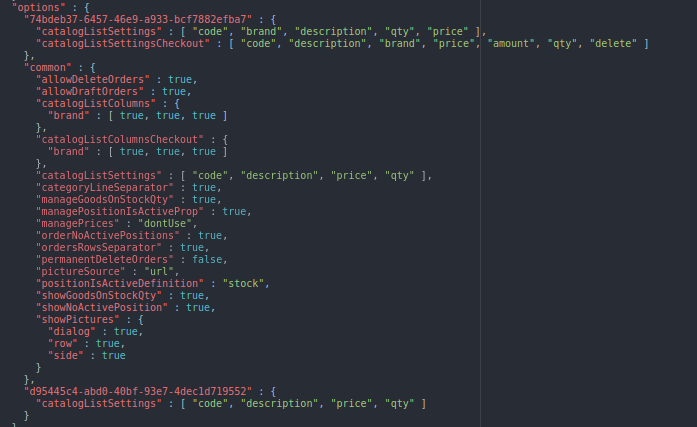 "options" : {
"74bdeb37-6457-46e9-a933-bcf7882efba7" : {
"catalogListSettings" : [ "code", "brand", "description", "qty", "price" ],
"catalogListSettingsCheckout" : [ "code", "description", "brand", "price", "amount", "qty", "delete" ]
},
"common" : {
"allowDeleteOrders" : true,
"allowDraftOrders" : true,
"catalogListColumns" : {
"brand" : [ true, true, true ]
},
"catalogListColumnsCheckout" : {
"brand" : [ true, true, true ]
},
"catalogListSettings" : [ "code", "description", "price", "qty" ],
"categoryLineSeparator" : true,
"manageGoodsOnStockQty" : true,
"managePositionIsActiveProp" : true,
"managePrices" : "dontUse",
"orderNoActivePositions" : true,
"ordersRowsSeparator" : true,
"permanentDeleteOrders" : false,
"pictureSource" : "url",
"positionIsActiveDefinition" : "stock",
"showGoodsOnStockQty" : true,
"showNoActivePosition" : true,
"showPictures" : {
"dialog" : true,
"row" : true,
"side" : true
}
},
"d95445c4-abd0-40bf-93e7-4dec1d719552" : {
"catalogListSettings" : [ "code", "description", "price", "qty" ]
}
}